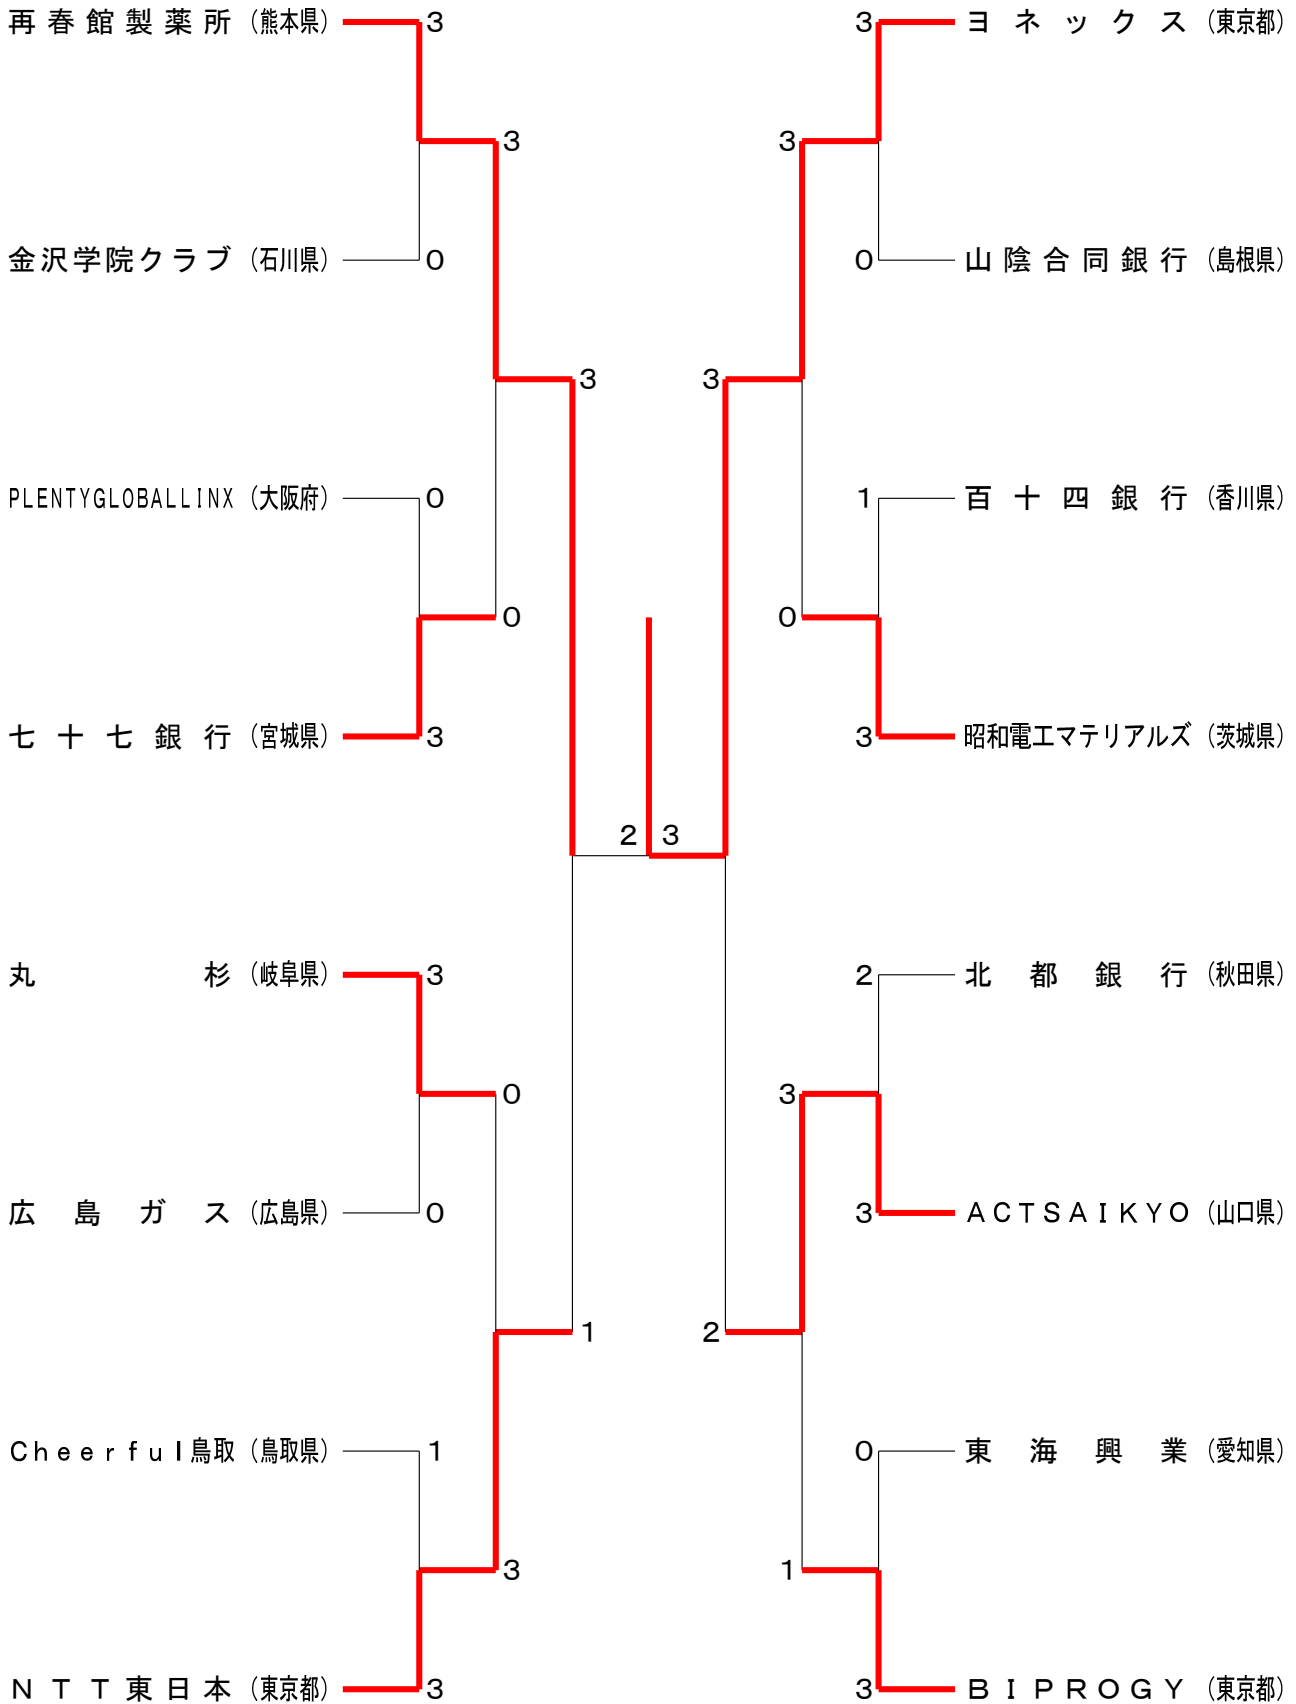 再春館製薬所（熊本県） 3 3 ヨネックス（東京都）
3 3
金沢学院クラブ（石川県） 0 0 山陰合同銀行（島根県）
3 3
PLENTYGLOBALLINX（大阪府） 0 1 百十四銀行（香川県）
0 0
七十七銀行（宮城県） 3 3 昭和電工マテリアルズ（茨城県）
2 3
丸杉（岐阜県） 3 2 北都銀行（秋田県）
0 3
広島ガス（広島県） 0 3 ACTSAIKYO（山口県）
1 2
Cheerful鳥取（鳥取県） 1 0 東海興業（愛知県）
3 1
NTT東日本（東京都） 3 3 BIPROGY（東京都）